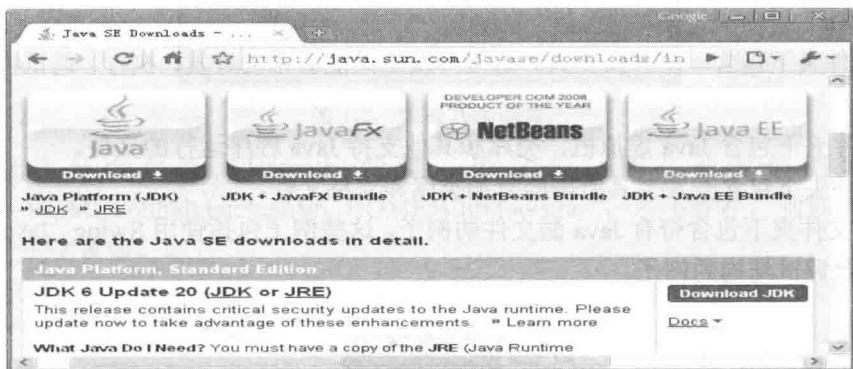 Google
Java SE Downloads - ...
http://java.sun.com/javase/downloads/in
Java
Download
Java Platform (JDK)
» JDK » JRE
JavaFX
Download
JDK + JavaFX Bundle
DEVELOPER.COM 2008
PRODUCT OF THE YEAR
NetBeans
Download
JDK + NetBeans Bundle
Java EE
Download
JDK + Java EE Bundle
Here are the Java SE downloads in detail.
Java Platform, Standard Edition
JDK 6 Update 20 (JDK or JRE)
This release contains critical security updates to the Java runtime. Please
update now to take advantage of these enhancements. » Learn more
What Java Do I Need? You must have a copy of the JRE (Java Runtime
Download JDK
Docs